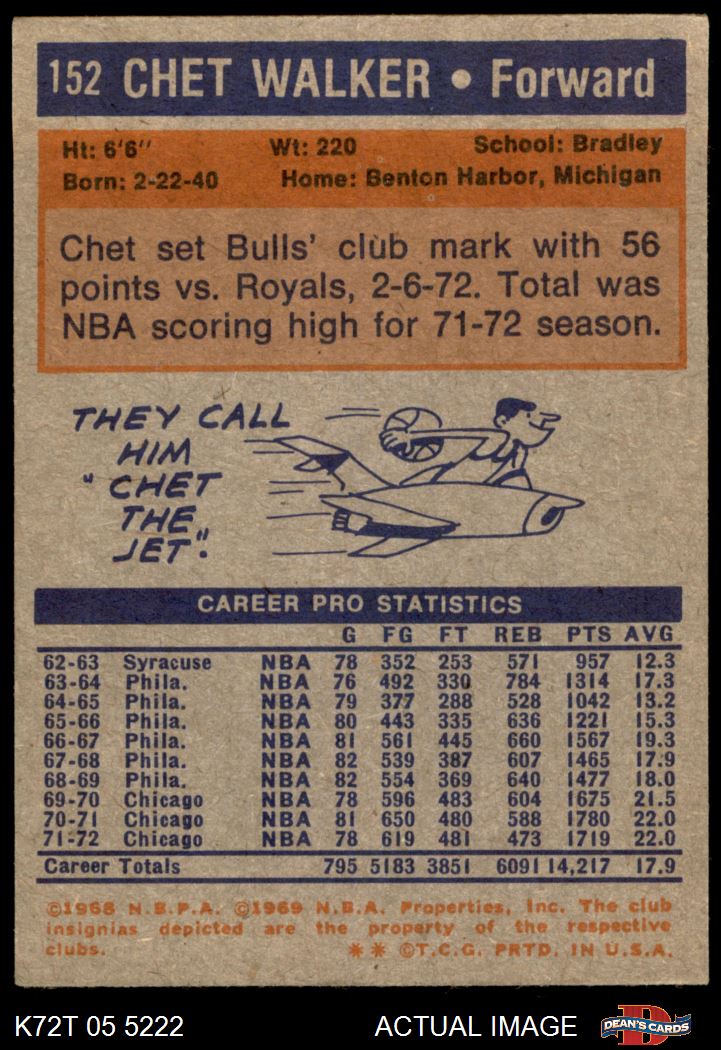 152 CHET WALKER • Forward
Ht: 6'6" Wt: 220 School: Bradley
Born: 2-22-40 Home: Benton Harbor, Michigan
Chet set Bulls' club mark with 56
points vs. Royals, 2-6-72. Total was
NBA scoring high for 71-72 season.
THEY CALL
HIM
"CHET
THE
JET".
CAREER PRO STATISTICS
G FG FT REB PTS AVG
62-63 Syracuse NBA 78 352 253 571 957 12.3
63-64 Phila. NBA 76 492 330 784 1314 17.3
64-65 Phila. NBA 79 377 288 528 1042 13.2
65-66 Phila. NBA 80 443 335 636 1221 15.3
66-67 Phila. NBA 81 561 445 660 1567 19.3
67-68 Phila. NBA 82 539 387 607 1465 17.9
68-69 Phila. NBA 82 554 369 640 1477 18.0
69-70 Chicago NBA 78 596 483 604 1675 21.5
70-71 Chicago NBA 81 650 480 588 1780 22.0
71-72 Chicago NBA 78 619 481 473 1719 22.0
Career Totals 795 5183 3851 6091 14,217 17.9
©1968 N.B.P.A. ©1969 N.B.A. Properties, Inc. The club
insignias depicted are the property of the respective
clubs. ** ©T.C.G. PRTD. IN U.S.A.
K72T 05 5222 ACTUAL IMAGE DEAN'S CARDS